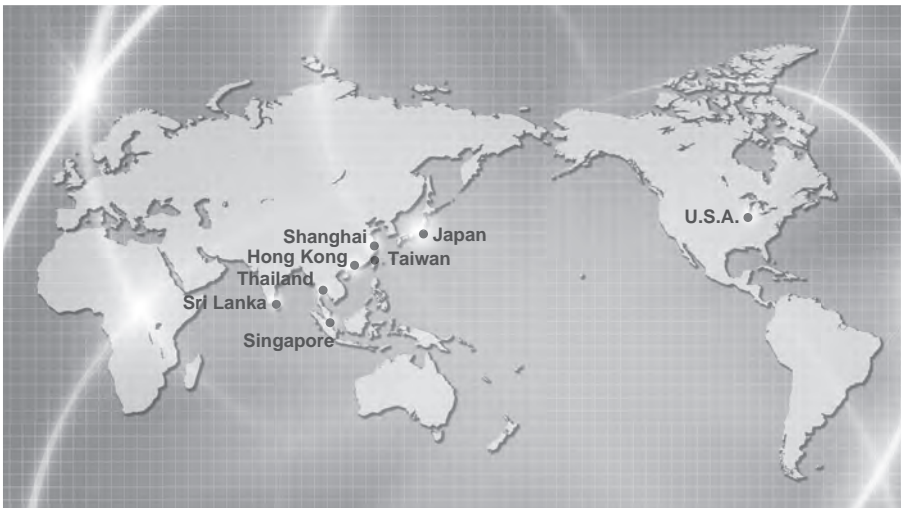 U.S.A.
Shanghai
Japan
Hong Kong
Taiwan
Thailand
Sri Lanka
Singapore